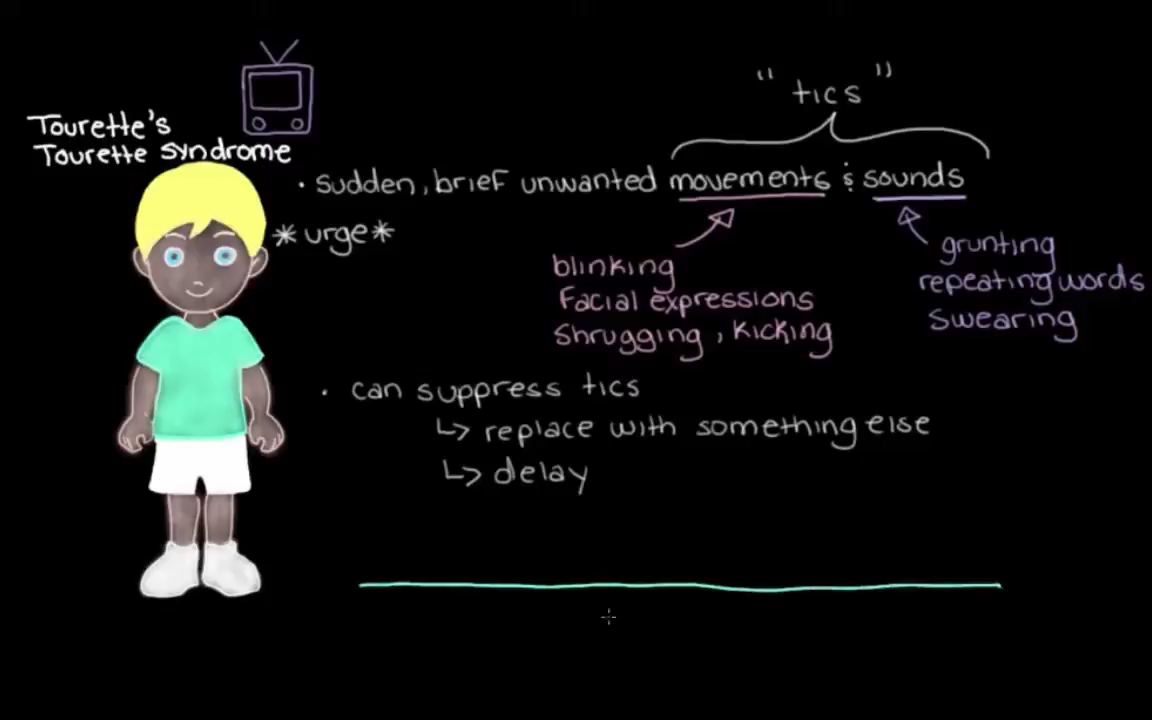 Tourette's
Tourette syndrome
"tics"
• sudden, brief unwanted movements & sounds
*urge*
blinking
Facial expressions
Shrugging, kicking
grunting
repeating words
Swearing
• can suppress tics
↳ replace with something else
↳ delay